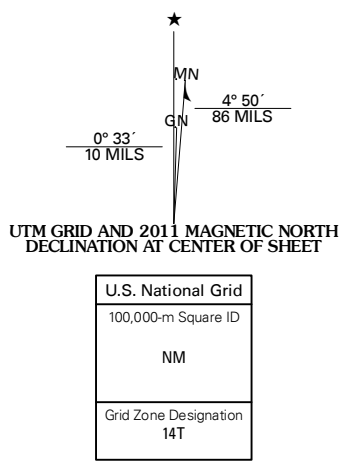 ★
MN
GN
4° 50´
86 MILS
0° 33´
10 MILS
UTM GRID AND 2011 MAGNETIC NORTH
DECLINATION AT CENTER OF SHEET
U.S. National Grid
100,000-m Square ID
NM
Grid Zone Designation
14T